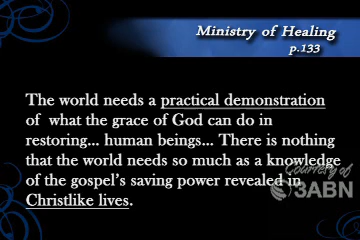 Ministry of Healing
p.133
The world needs a practical demonstration
of what the grace of God can do in
restoring... human beings... There is nothing
that the world needs so much as a knowledge
of the gospel's saving power revealed in
Christlike lives.
Courtesy of
3ABN